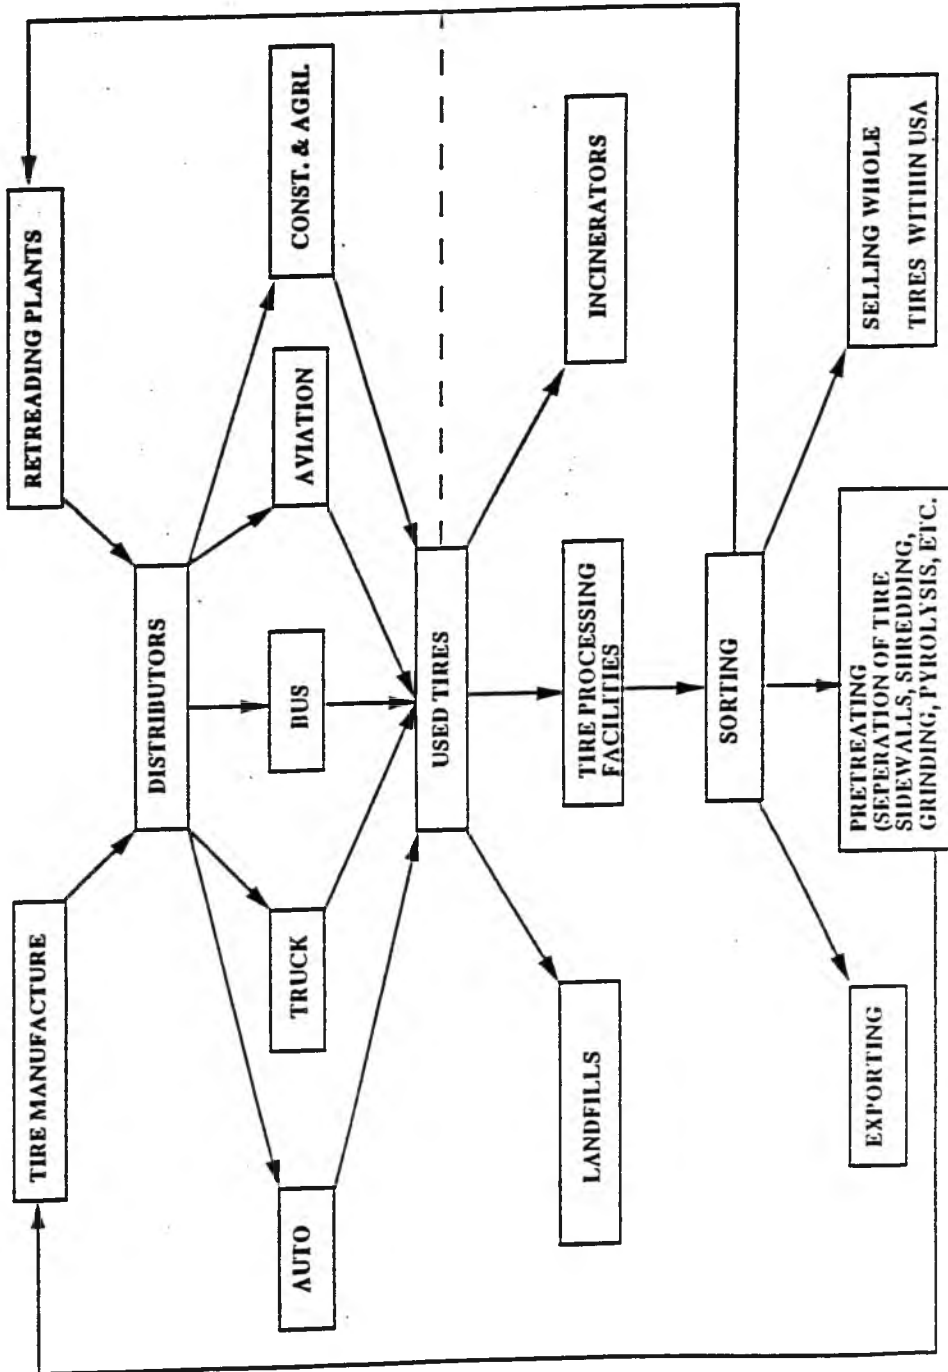 TIRE MANUFACTURE
RETREADING PLANTS
DISTRIBUTORS
AUTO
TRUCK
BUS
AVIATION
CONST. & AGRL
USED TIRES
LANDFILLS
TIRE PROCESSING
FACILITIES
INCINERATORS
SORTING
EXPORTING
PRETREATING
(SEPERATION OF TIRE
SIDEWALLS, SHREDDING,
GRINDING, PYROLYSIS, ETC.
SELLING WHOLE
TIRES WITHIN USA